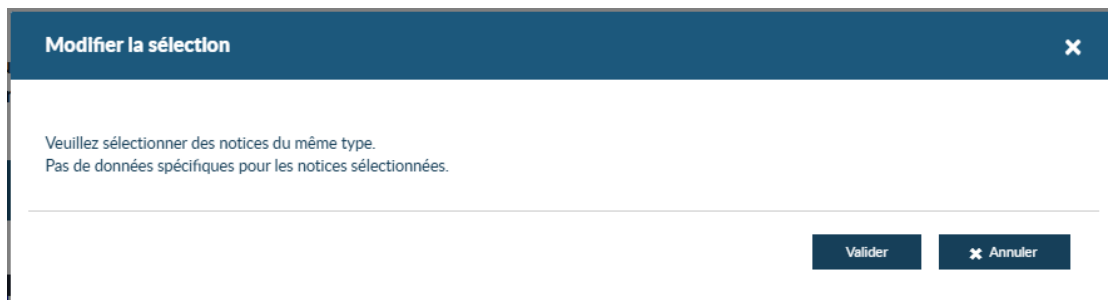 Modifier la sélection
Veuillez sélectionner des notices du même type.
Pas de données spécifiques pour les notices sélectionnées.
Valider
Annuler